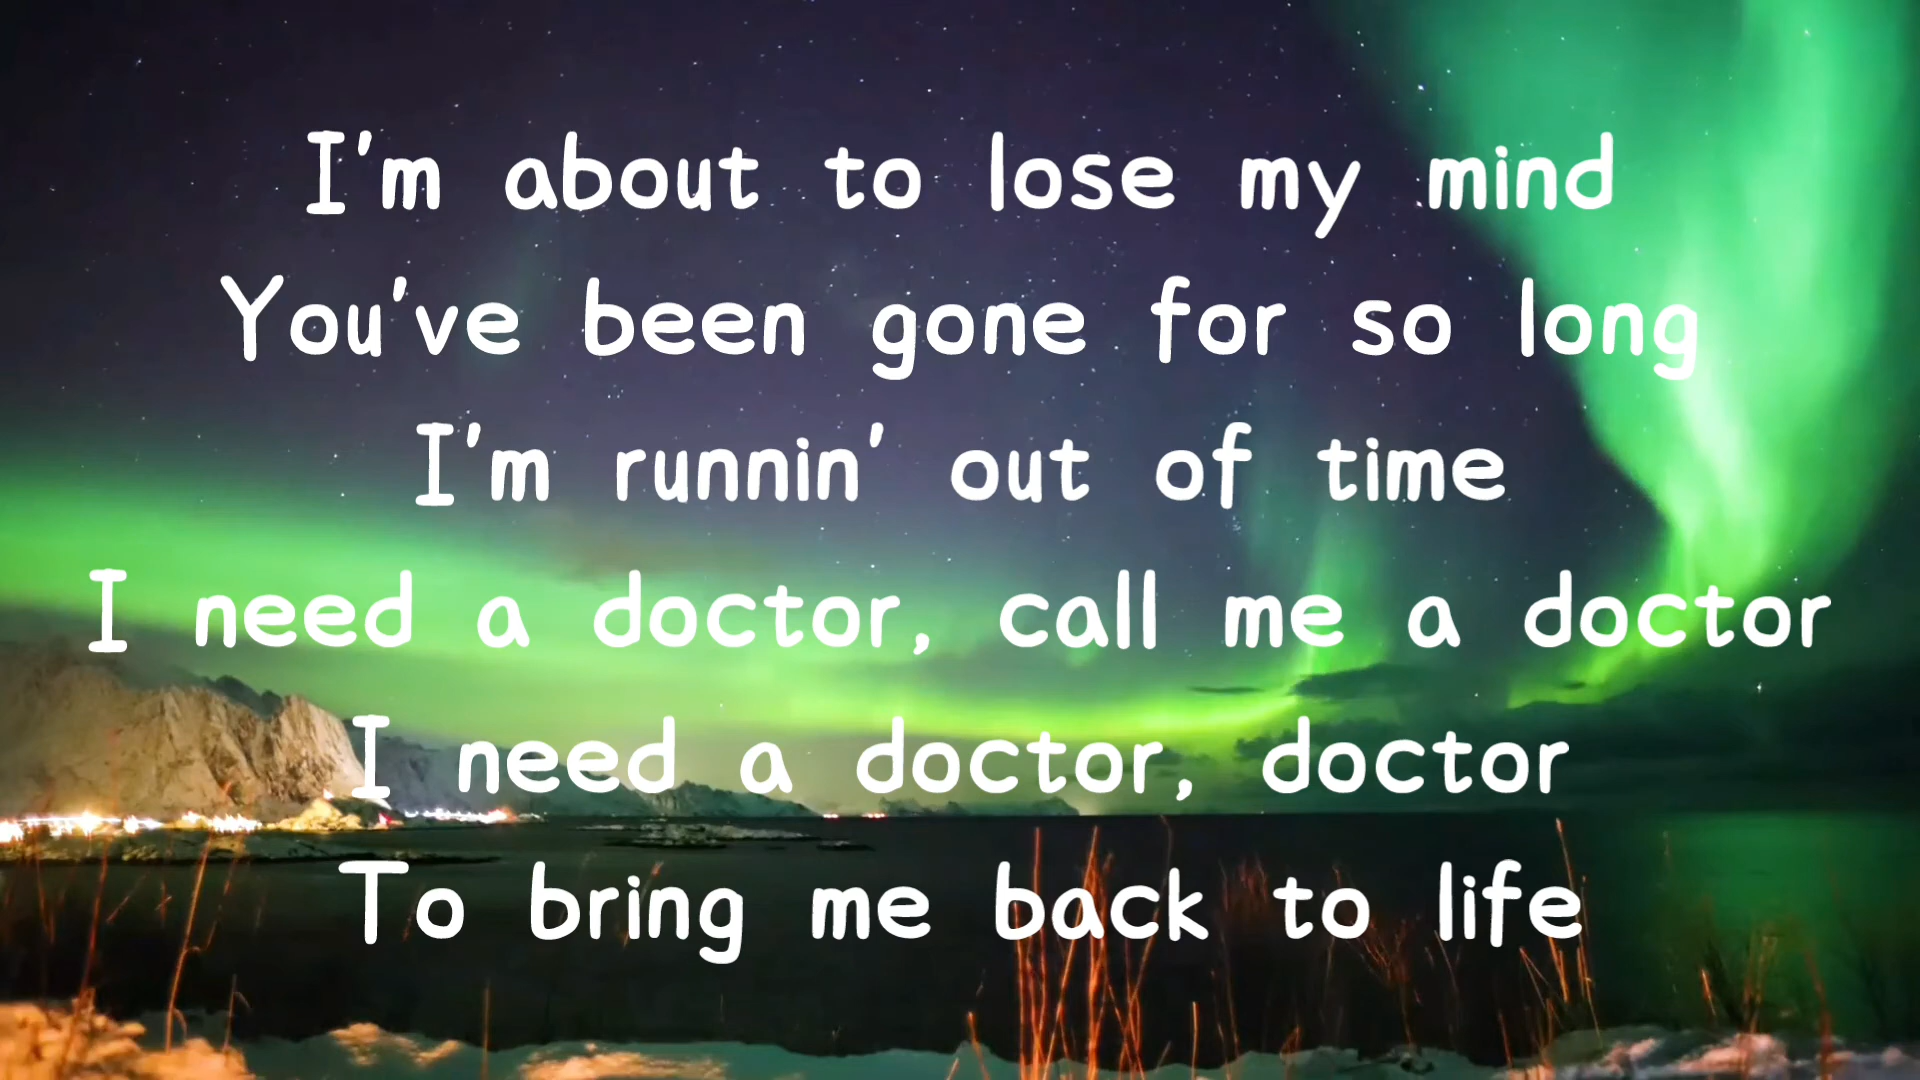 I'm about to lose my mind
You've been gone for so long
I'm runnin' out of time
I need a doctor, call me a doctor
I need a doctor, doctor
To bring me back to life